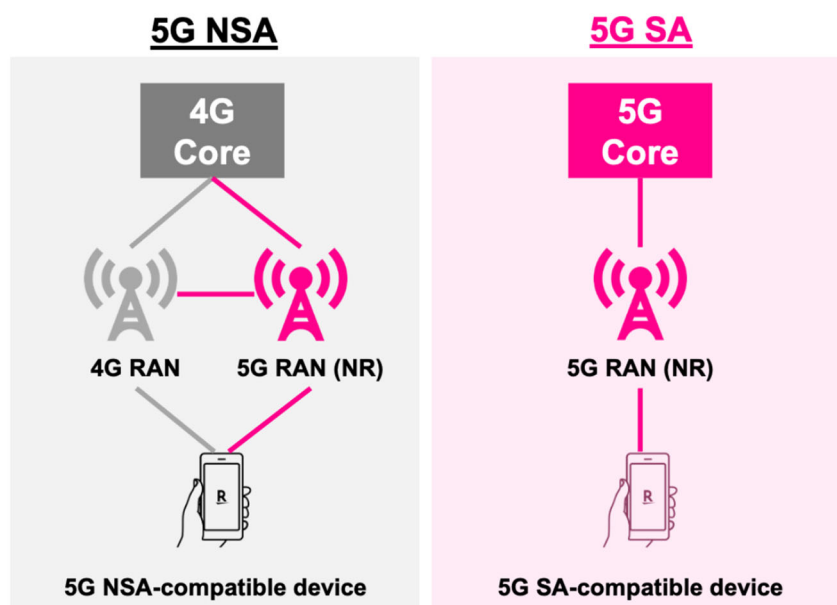 5G NSA
4G
Core
4G RAN
5G RAN (NR)
R
5G NSA-compatible device
5G SA
5G
Core
5G RAN (NR)
R
5G SA-compatible device